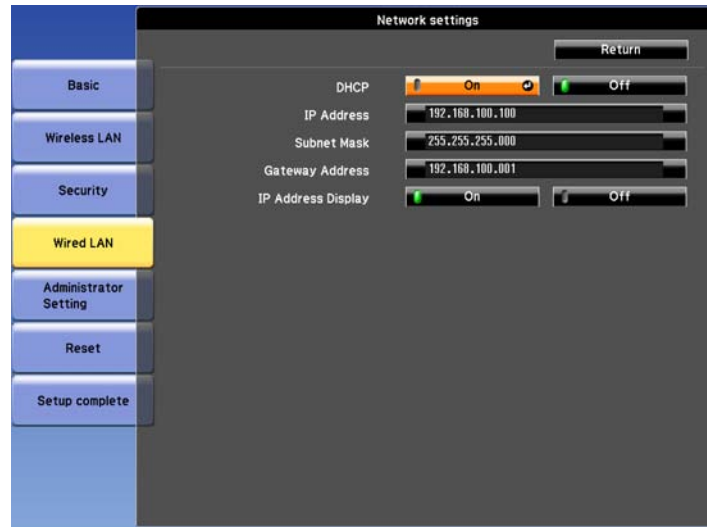 Network settings
Return
Basic
Wireless LAN
Security
Wired LAN
Administrator
Setting
Reset
Setup complete
DHCP On Off
IP Address 192.168.100.100
Subnet Mask 255.255.255.000
Gateway Address 192.168.100.001
IP Address Display On Off